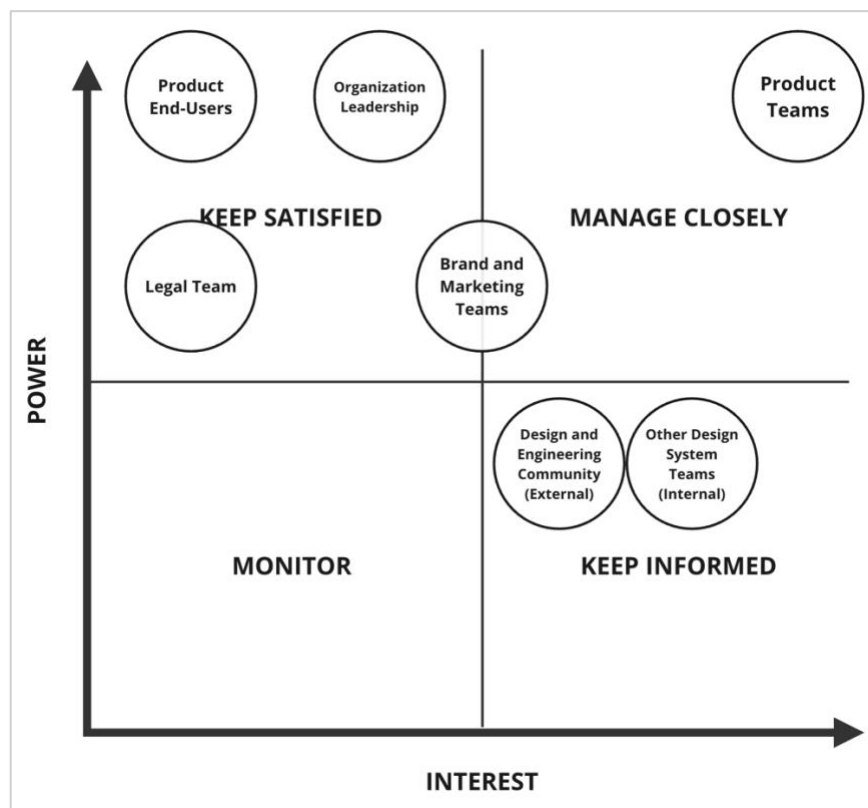 Product
End-Users
Organization
Leadership
Product
Teams
KEEP SATISFIED
MANAGE CLOSELY
Legal Team
Brand and
Marketing
Teams
POWER
Design and
Engineering
Community
(External)
Other Design
System
Teams
(Internal)
MONITOR
KEEP INFORMED
INTEREST